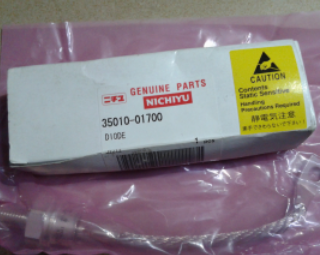 ニチユ
GENUINE PARTS
NICHIYU
35010-01700
DIODE
CAUTION
Contents
Static Sensitive
Handling
Precautions Required
静電気注意